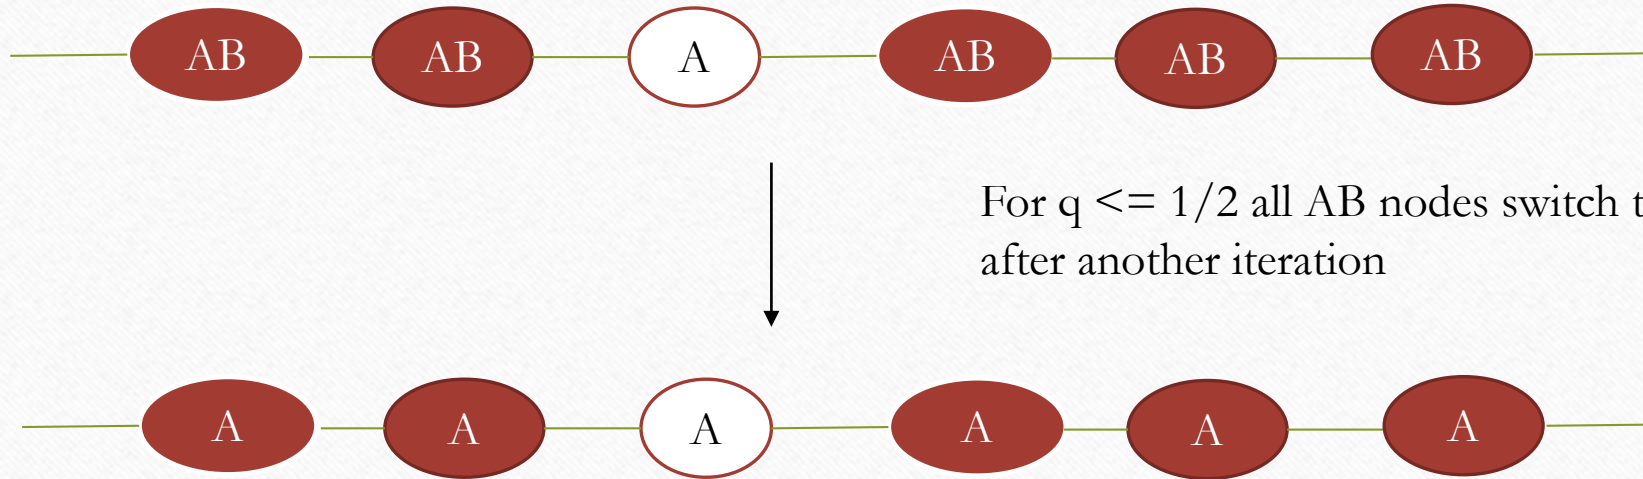 AB AB A AB AB AB
For q <= 1/2 all AB nodes switch t
after another iteration
A A A A A A